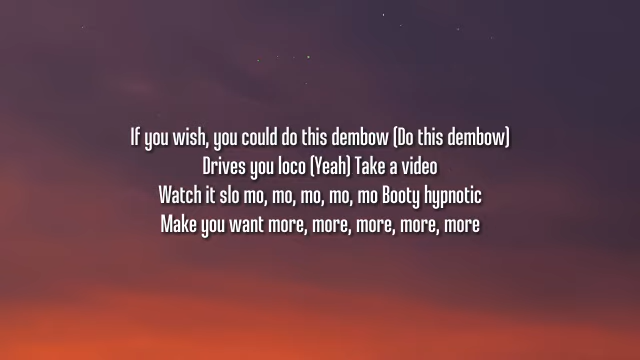 If you wish, you could do this dembow (Do this dembow)
Drives you loco (Yeah) Take a video
Watch it slo mo, mo, mo, mo, mo Booty hypnotic
Make you want more, more, more, more, more